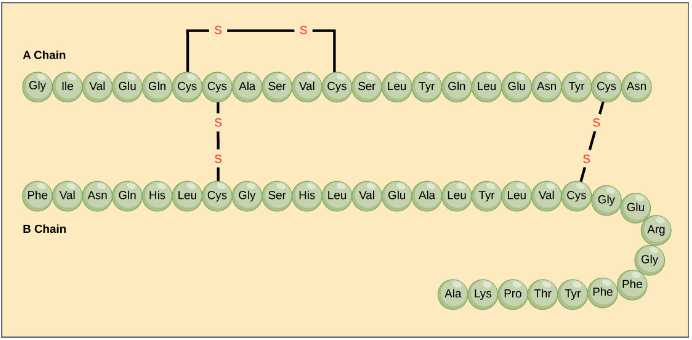 S S
A Chain
Gly Ile Val Glu Gln Cys Cys Ala Ser Val Cys Ser Leu Tyr Gln Leu Glu Asn Tyr Cys Asn
S S
S S
Phe Val Asn Gln His Leu Cys Gly Ser His Leu Val Glu Ala Leu Tyr Leu Val Cys Gly Glu
B Chain
Arg
Gly
Ala Lys Pro Thr Tyr Phe Phe